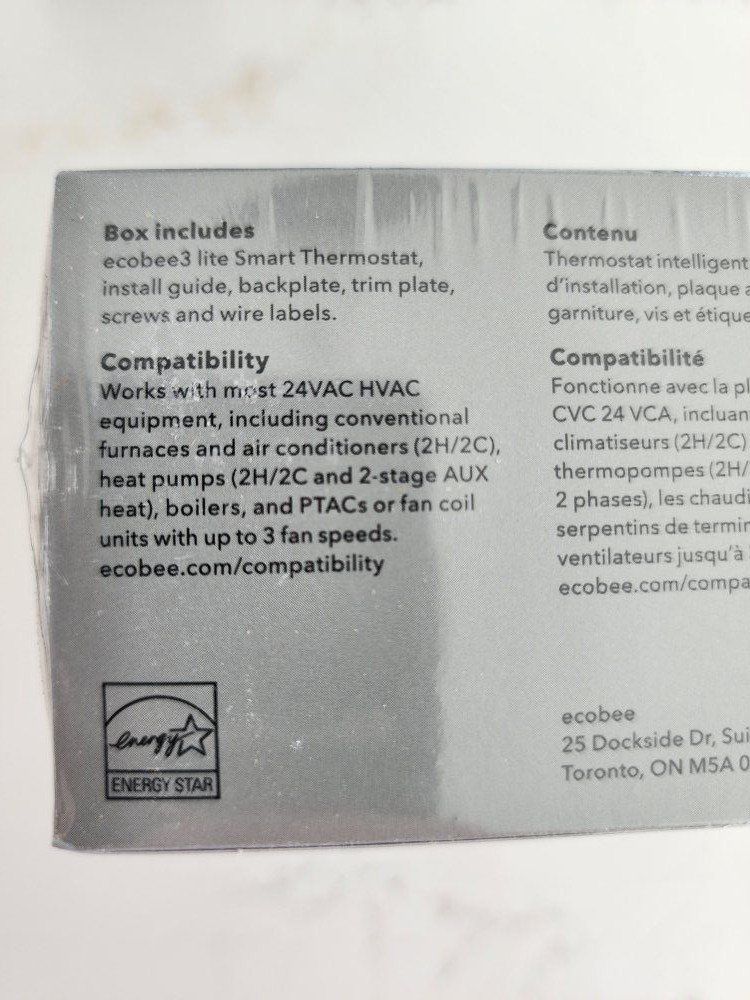 Box includes
ecobee3 lite Smart Thermostat,
install guide, backplate, trim plate,
screws and wire labels.
Compatibility
Works with most 24VAC HVAC
equipment, including conventional
furnaces and air conditioners (2H/2C),
heat pumps (2H/2C and 2-stage AUX
heat), boilers, and PTACs or fan coil
units with up to 3 fan speeds.
ecobee.com/compatibility
energy
ENERGY STAR
Contenu
Thermostat intelligent
d'installation, plaque a
garniture, vis et étique
Compatibilité
Fonctionne avec la pl
CVC 24 VCA, incluan
climatiseurs (2H/2C)
thermopompes (2H/
2 phases), les chaudi
serpentins de termin
ventilateurs jusqu'à
ecobee.com/compa
ecobee
25 Dockside Dr, Sui
Toronto, ON M5A 0